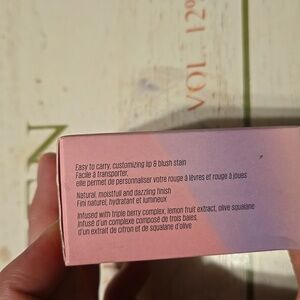 VOL. 12%
N
Easy to carry, customizing lip & blush stain
Facile à transporter,
elle permet de personnaliser votre rouge à lèvres et rouge à joues
Natural, moistfull and dazzling finish
Fini naturel, hydratant et lumineux
Infused with triple berry complex, lemon fruit extract, olive squalane
Infusé d'un complexe composé de trois baies,
d'un extrait de citron et de squalane d'olive